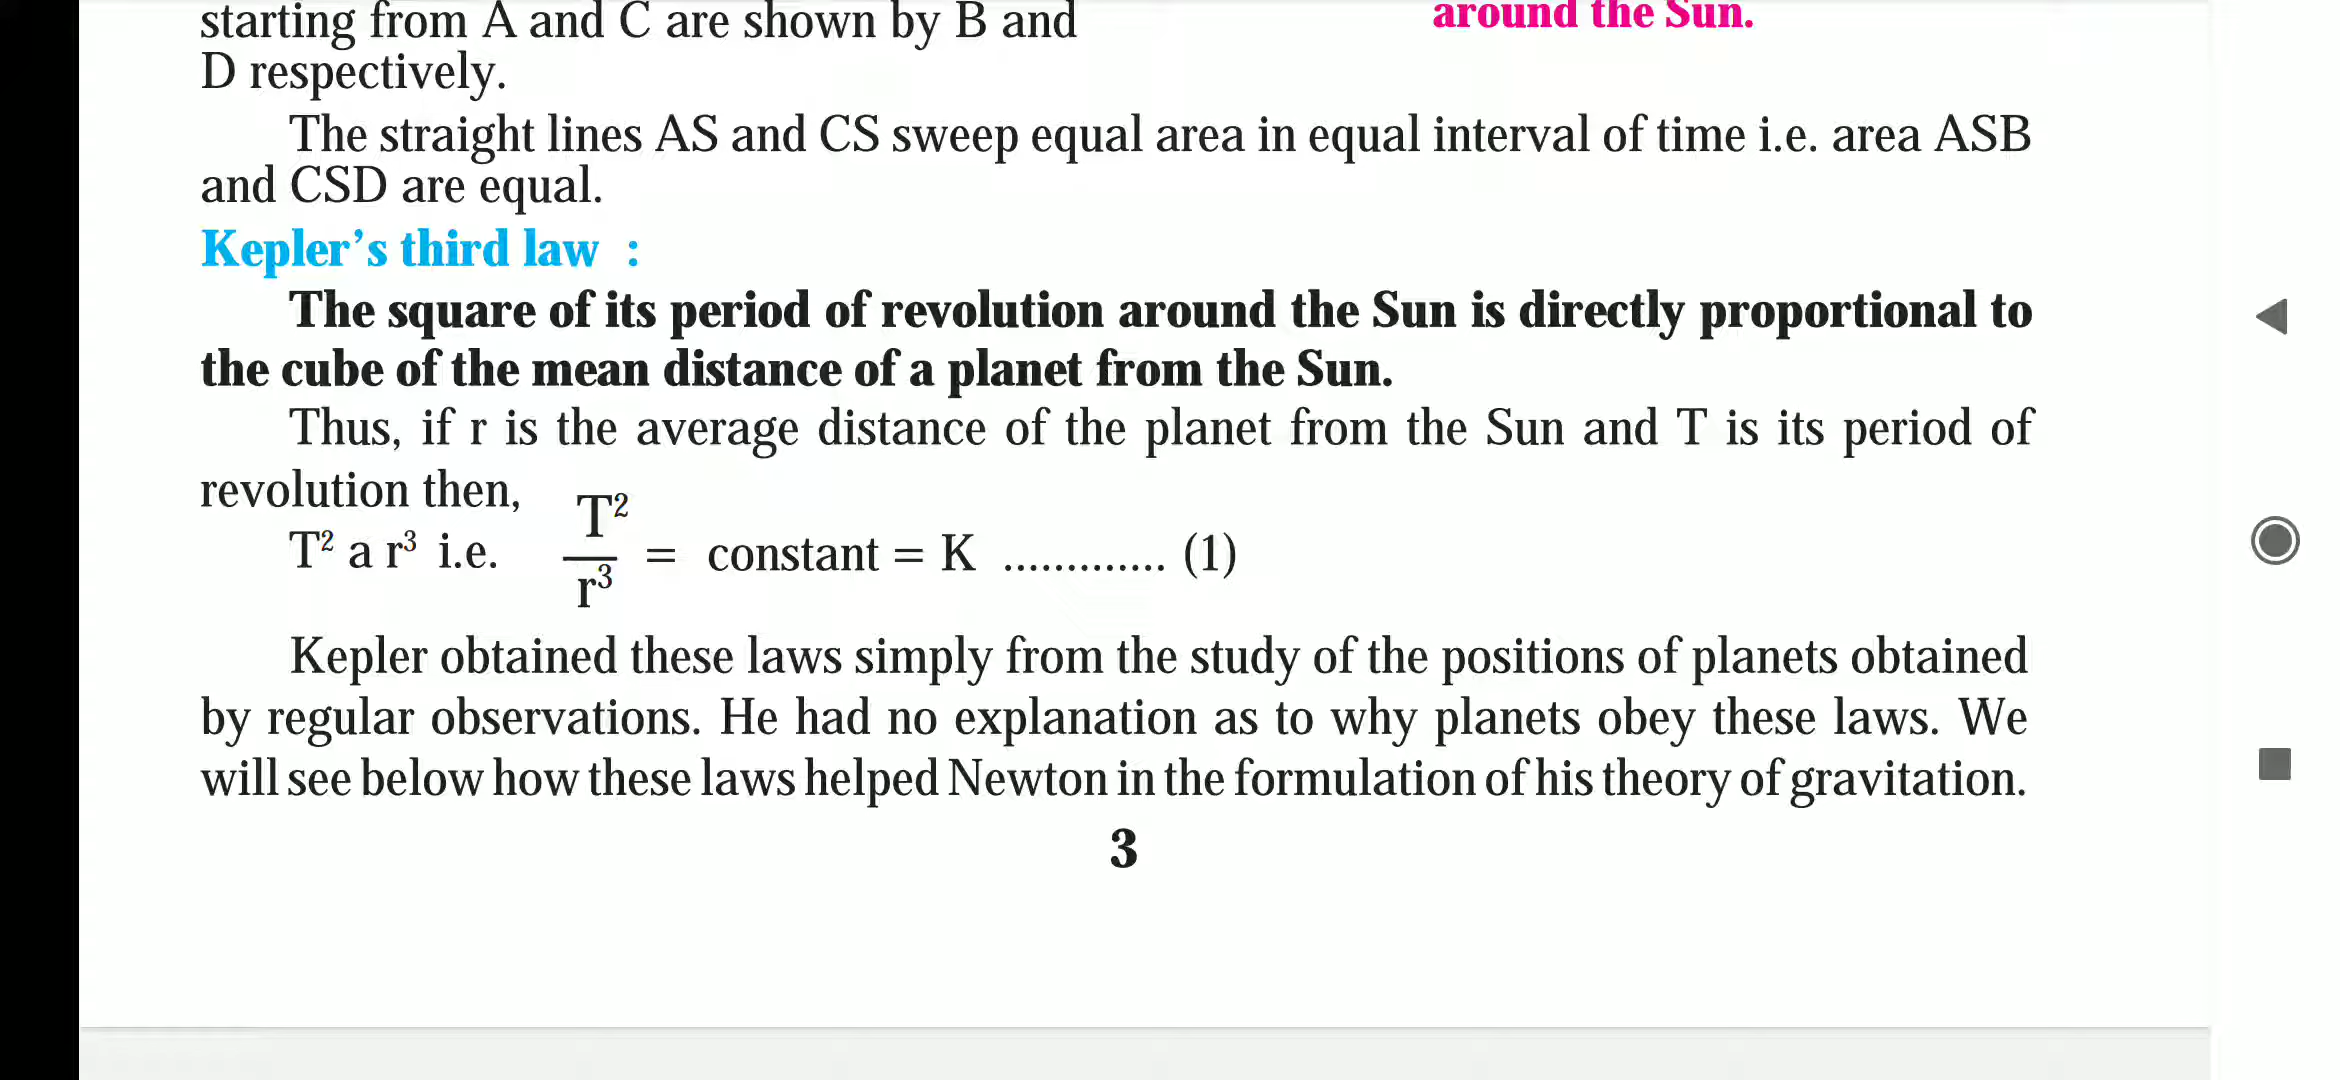 starting from A and C are shown by B and
around the Sun.
D respectively.
The straight lines AS and CS sweep equal area in equal interval of time i.e. area ASB
and CSD are equal.
Kepler’s third law :
The square of its period of revolution around the Sun is directly proportional to
the cube of the mean distance of a planet from the Sun.
Thus, if r is the average distance of the planet from the Sun and T is its period of
revolution then,
T² a r³ i.e. T²/r³ = constant = K ............. (1)
Kepler obtained these laws simply from the study of the positions of planets obtained
by regular observations. He had no explanation as to why planets obey these laws. We
will see below how these laws helped Newton in the formulation of his theory of gravitation.
3